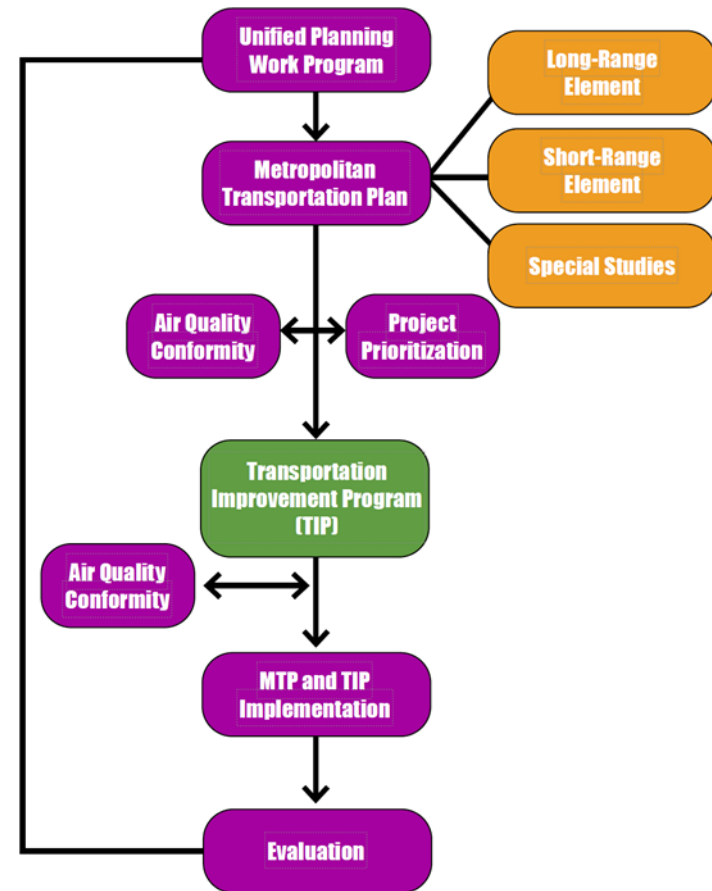 Unified Planning
Work Program
Long-Range
Element
Metropolitan
Transportation Plan
Short-Range
Element
Special Studies
Air Quality
Conformity
Project
Prioritization
Transportation
Improvement Program
(TIP)
Air Quality
Conformity
MTP and TIP
Implementation
Evaluation